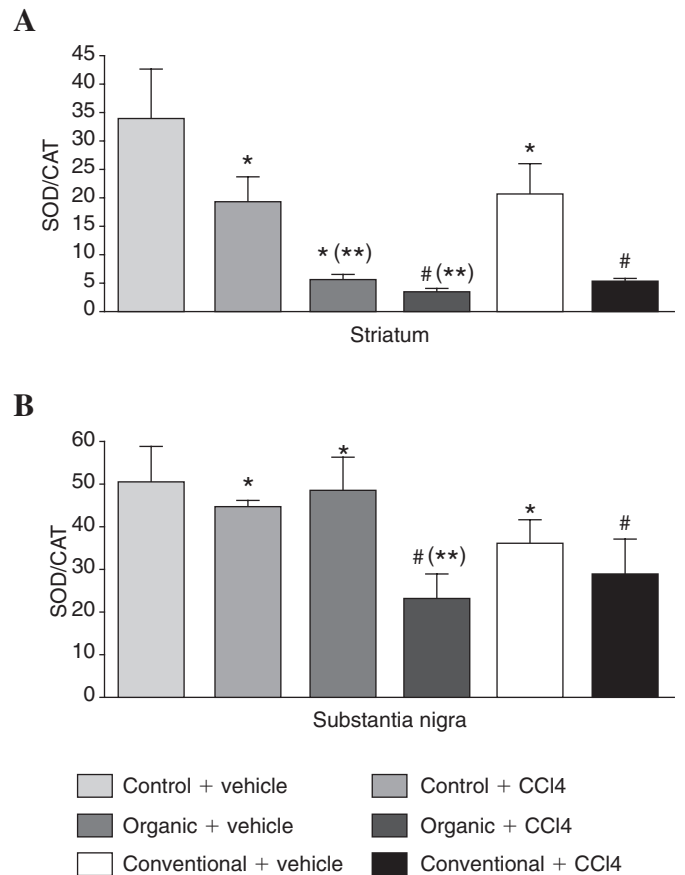 A
45
40
35
30
25
20
15
10
5
0
SOD/CAT
*
* (**)
# (**)
*
#
Striatum
B
60
50
40
30
20
10
0
SOD/CAT
*
*
# (**)
*
#
Substantia nigra
Control + vehicle
Control + CCl4
Organic + vehicle
Organic + CCl4
Conventional + vehicle
Conventional + CCl4